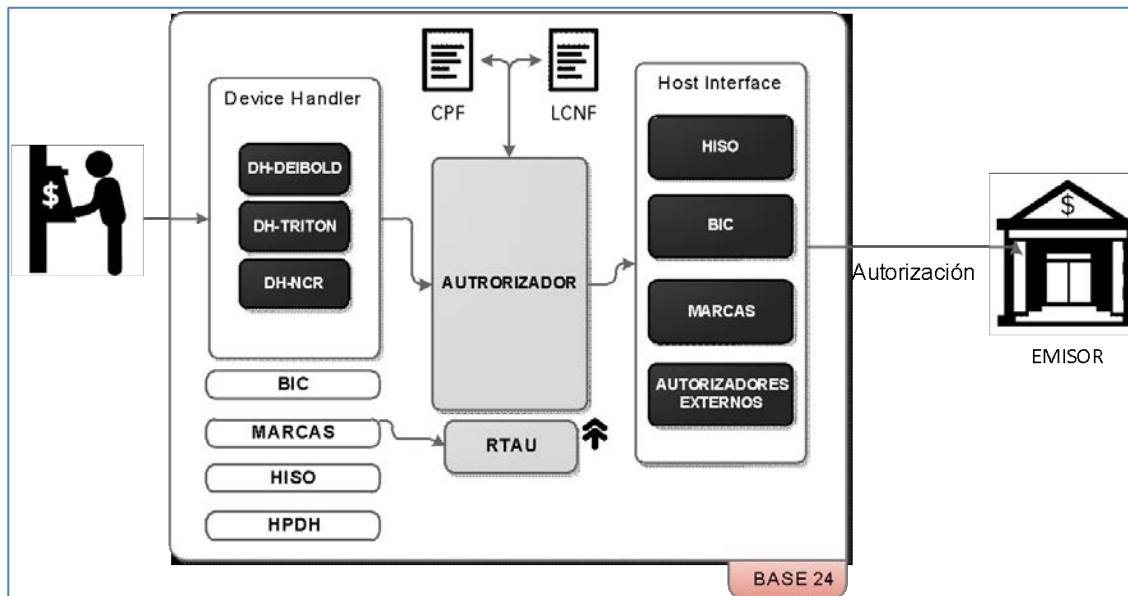 Device Handler
DH-DEIBOLD
DH-TRITON
DH-NCR
BIC
MARCAS
HISO
HPDH
CPF
LCNF
AUTRORIZADOR
RTAU
Host Interface
HISO
BIC
MARCAS
AUTORIZADORES
EXTERNOS
$
Autorización
$
EMISOR
BASE 24